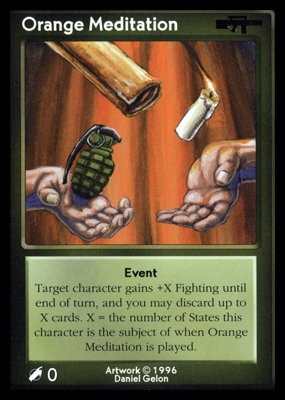 Orange Meditation
Event
Target character gains +X Fighting until
end of turn, and you may discard up to
X cards. X = the number of States this
character is the subject of when Orange
Meditation is played.
0
Artwork © 1996
Daniel Gelon